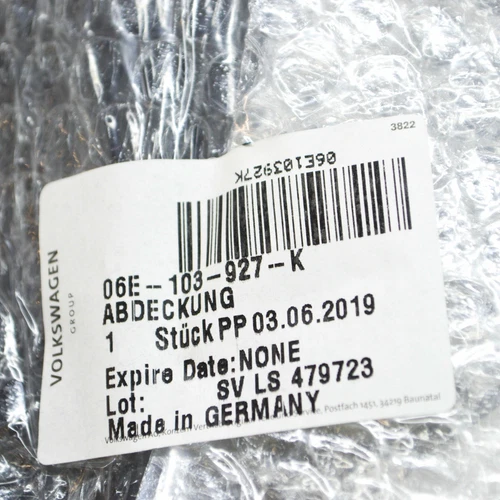 3822
06E103927K
VOLKSWAGEN
GROUP
06E--103-927--K
ABDECKUNG
1 Stück PP 03.06.2019
Expire Date: NONE
Lot: SV LS 479723
Made in GERMANY
Postfach 1451, 34219 Baunatal